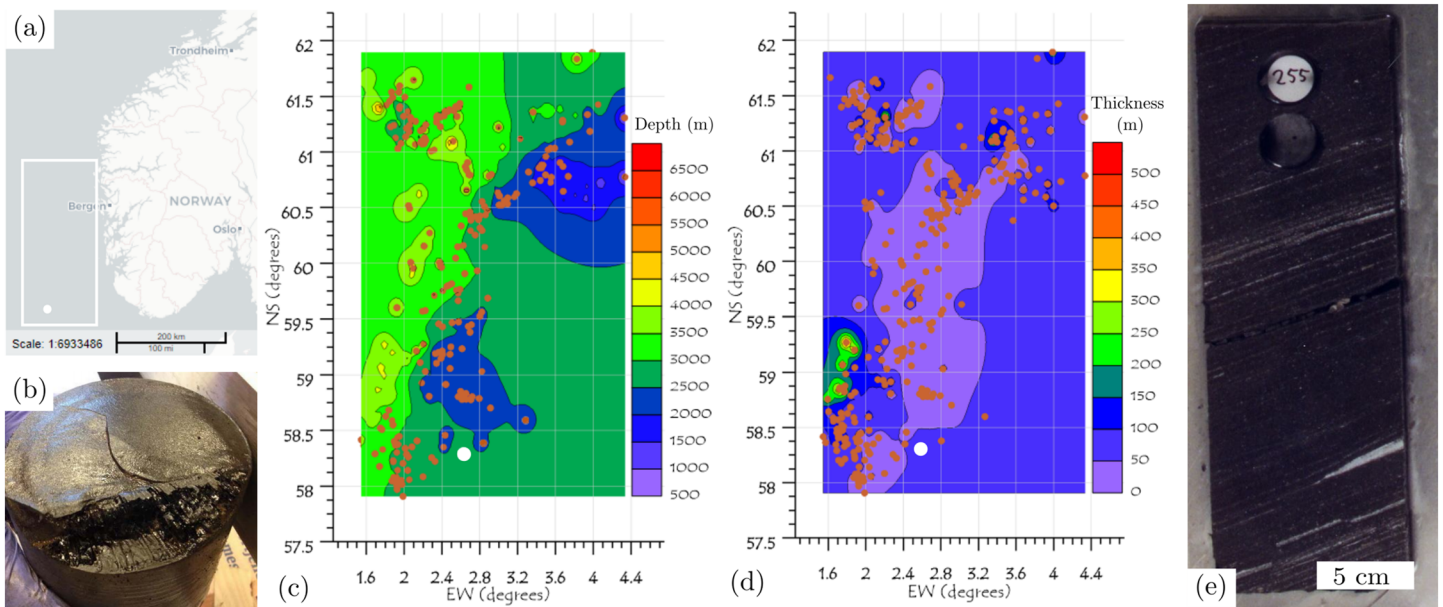 (a)
Trondheim
Bergen
NORWAY
Oslo
Scale: 1:6933486
200 km
100 mi
(b)
62
61.5
61
60.5
60
59.5
59
58.5
58
57.5
NS (degrees)
1.6 2 2.4 2.8 3.2 3.6 4 4.4
EW (degrees)
(c)
Depth (m)
6500
6000
5500
5000
4500
4000
3500
3000
2500
2000
1500
1000
500
62
61.5
61
60.5
60
59.5
59
58.5
58
57.5
NS (degrees)
1.6 2 2.4 2.8 3.2 3.6 4 4.4
EW (degrees)
(d)
Thickness
(m)
500
450
400
350
300
250
200
150
100
50
0
255
(e)
5 cm